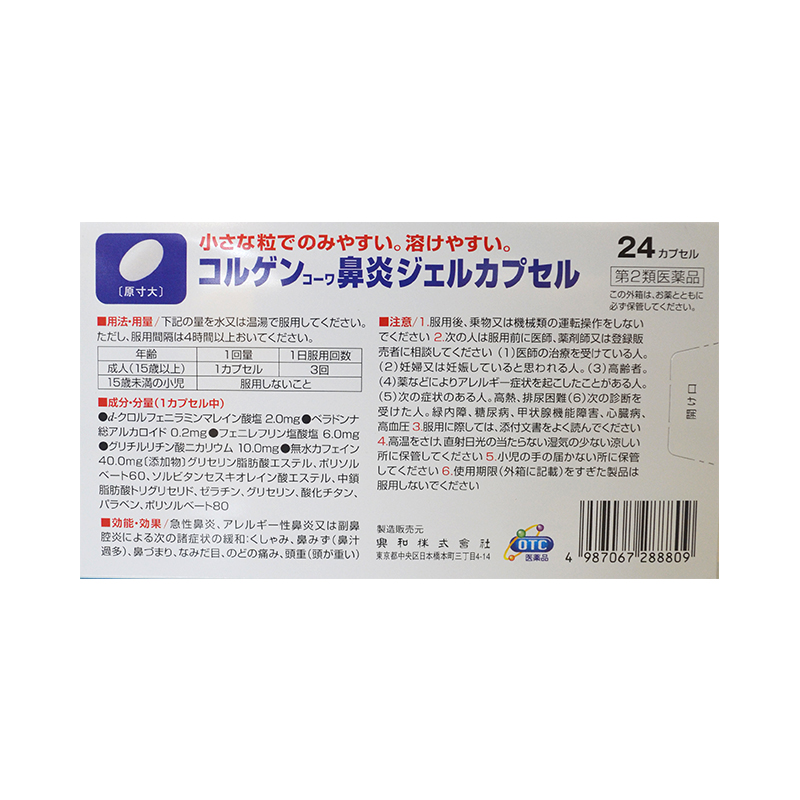 小さな粒でのみやすい。溶けやすい。
コルゲンコーワ鼻炎ジェルカプセル
〔原寸大〕
24カプセル
第2類医薬品
この外箱は、お薬とともに
必ず保管してください。
■用法・用量/下記の量を水又は温湯で服用してください。
ただし、服用間隔は4時間以上おいてください。
年齢 1回量 1日服用回数
成人(15歳以上) 1カプセル 3回
15歳未満の小児 服用しないこと
■成分・分量(1カプセル中)
●d-クロルフェニラミンマレイン酸塩 2.0mg●ベラドンナ
総アルカロイド 0.2mg●フェニレフリン塩酸塩 6.0mg
●グリチルリチン酸二カリウム 10.0mg●無水カフェイン
40.0mg〔添加物〕グリセリン脂肪酸エステル、ポリソル
ベート60、ソルビタンセスキオレイン酸エステル、中鎖
脂肪酸トリグリセリド、ゼラチン、グリセリン、酸化チタン、
パラベン、ポリソルベート80
■効能・効果/急性鼻炎、アレルギー性鼻炎又は副鼻
腔炎による次の諸症状の緩和:くしゃみ、鼻みず(鼻汁
過多)、鼻づまり、なみだ目、のどの痛み、頭重(頭が重い)
■注意/1.服用後、乗物又は機械類の運転操作をしない
でください 2.次の人は服用前に医師、薬剤師又は登録販
売者に相談してください (1)医師の治療を受けている人。
(2)妊婦又は妊娠していると思われる人。(3)高齢者。
(4)薬などによりアレルギー症状を起こしたことがある人。
(5)次の症状のある人。高熱、排尿困難(6)次の診断を
受けた人。緑内障、糖尿病、甲状腺機能障害、心臓病、
高血圧 3.服用に際しては、添付文書をよく読んでください
4.高温をさけ、直射日光の当たらない湿気の少ない涼しい
所に保管してください 5.小児の手の届かない所に保管
してください 6.使用期限(外箱に記載)をすぎた製品は
服用しないでください
製造販売元
興和株式會社
東京都中央区日本橋本町三丁目4-14
OTC
医薬品
4 987067 288809